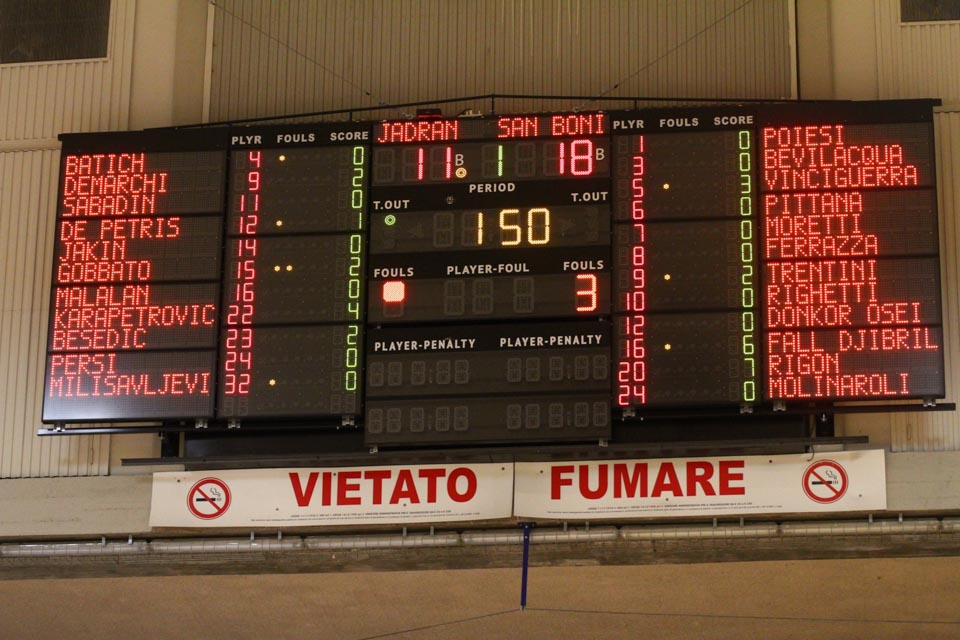 JADRAN SAN BONI
11 B 1 18 B
PERIOD
T.OUT T.OUT
150
FOULS PLAYER-FOUL FOULS
3
PLAYER-PENALTY PLAYER-PENALTY
PLYR FOULS SCORE
BATICH 4 0
DEMARCHI 9 2
SABADIN 11 0
DE PETRIS 12 1
JAKIN 14 0
GOBBATO 15 2
MALALAN 16 0
KARAPETROVIC 22 4
BESEDIC 23 2
PERSI 24 0
MILISAVLJEVI 32 0
PLYR FOULS SCORE
1 0 POIESI
3 0 BEVILACQUA
5 3 VINCIGUERRA
6 0 PITTANA
7 0 MORETTI
8 0 FERRAZZA
9 2 TRENTINI
10 0 RIGHETTI
12 0 DONKOR OSEI
16 6 FALL DJIBRIL
20 7 RIGON
24 0 MOLINAROLI
VIETATO FUMARE